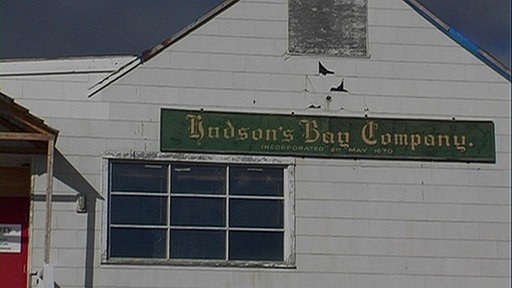 Hudson's Bay Company.
INCORPORATED 2ND MAY 1670